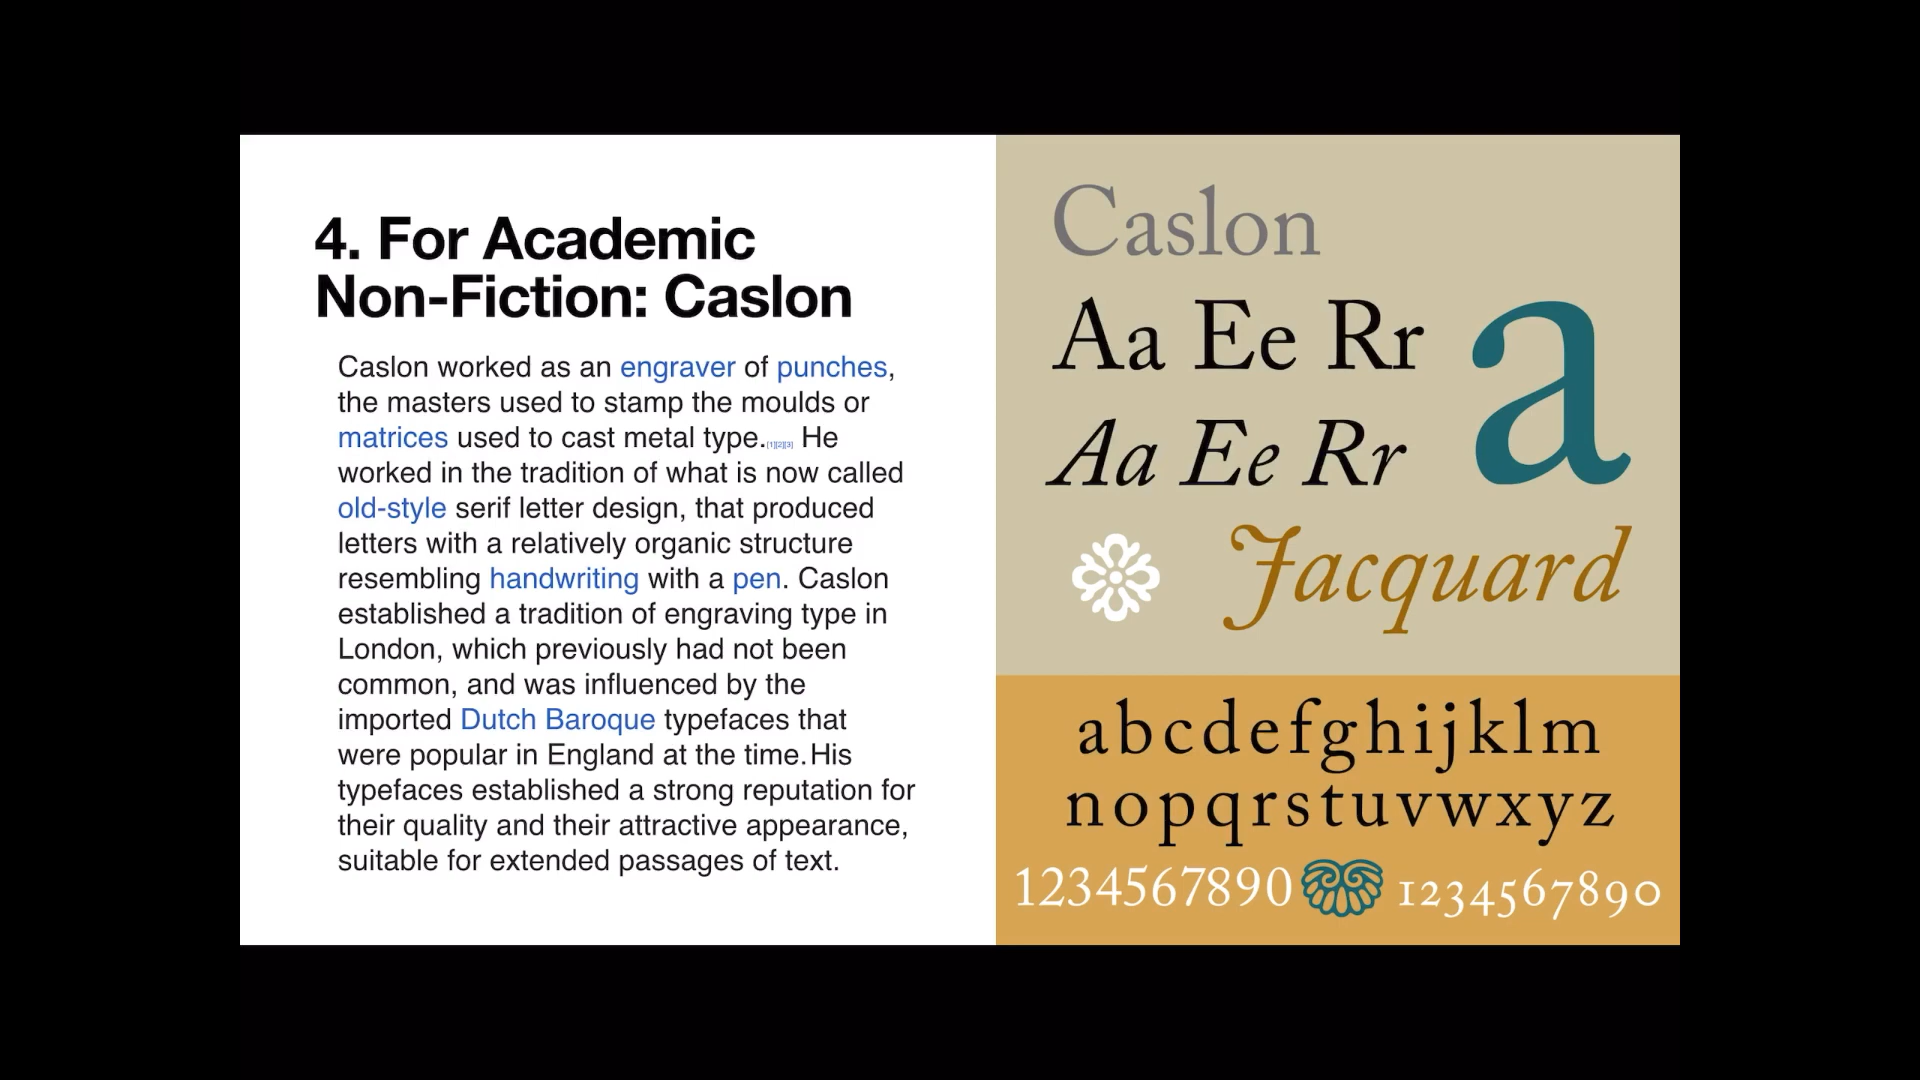 4. For Academic
Non-Fiction: Caslon
Caslon worked as an engraver of punches,
the masters used to stamp the moulds or
matrices used to cast metal type.[1][2][3] He
worked in the tradition of what is now called
old-style serif letter design, that produced
letters with a relatively organic structure
resembling handwriting with a pen. Caslon
established a tradition of engraving type in
London, which previously had not been
common, and was influenced by the
imported Dutch Baroque typefaces that
were popular in England at the time. His
typefaces established a strong reputation for
their quality and their attractive appearance,
suitable for extended passages of text.
Caslon
Aa Ee Rr
a
Aa Ee Rr
Jacquard
abcdefghijklm
nopqrstuvwxyz
1234567890 1234567890